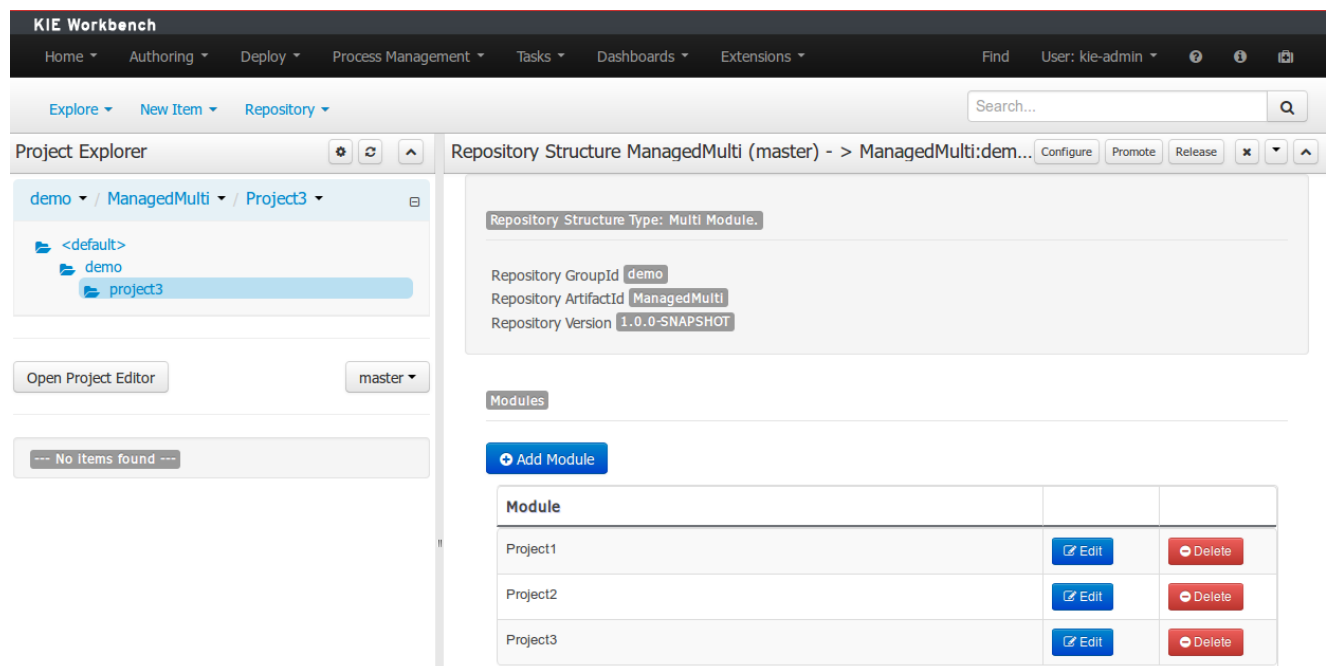 KIE Workbench
Home Authoring Deploy Process Management Tasks Dashboards Extensions Find User: kie-admin
Explore New Item Repository Search...
Project Explorer
demo / ManagedMulti / Project3
<default>
demo
project3
Open Project Editor master
--- No items found ---
Repository Structure ManagedMulti (master) - > ManagedMulti:dem... Configure Promote Release
Repository Structure Type: Multi Module.
Repository GroupId demo
Repository ArtifactId ManagedMulti
Repository Version 1.0.0-SNAPSHOT
Modules
Add Module
Module
Project1 Edit Delete
Project2 Edit Delete
Project3 Edit Delete